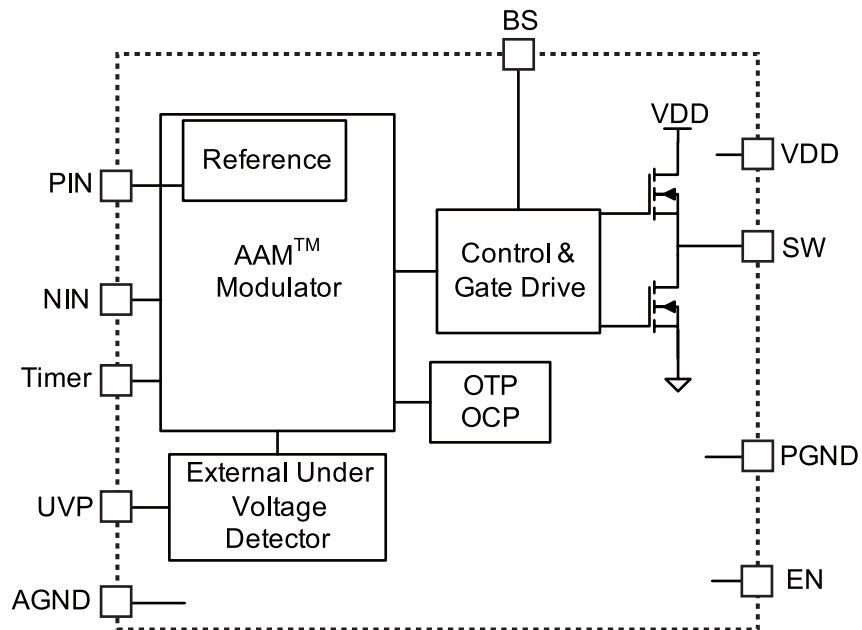 BS
VDD
VDD
Reference
PIN
AAM™
Modulator
Control &
Gate Drive
SW
NIN
Timer
OTP
OCP
External Under
Voltage
Detector
PGND
UVP
EN
AGND